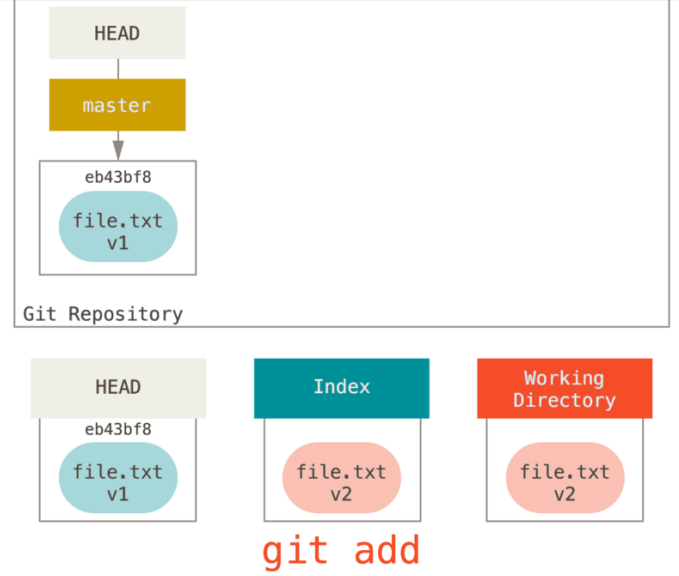 HEAD
master
eb43bf8
file.txt
v1
Git Repository
HEAD
Index
Working
Directory
eb43bf8
file.txt
v1
file.txt
v2
file.txt
v2
git add